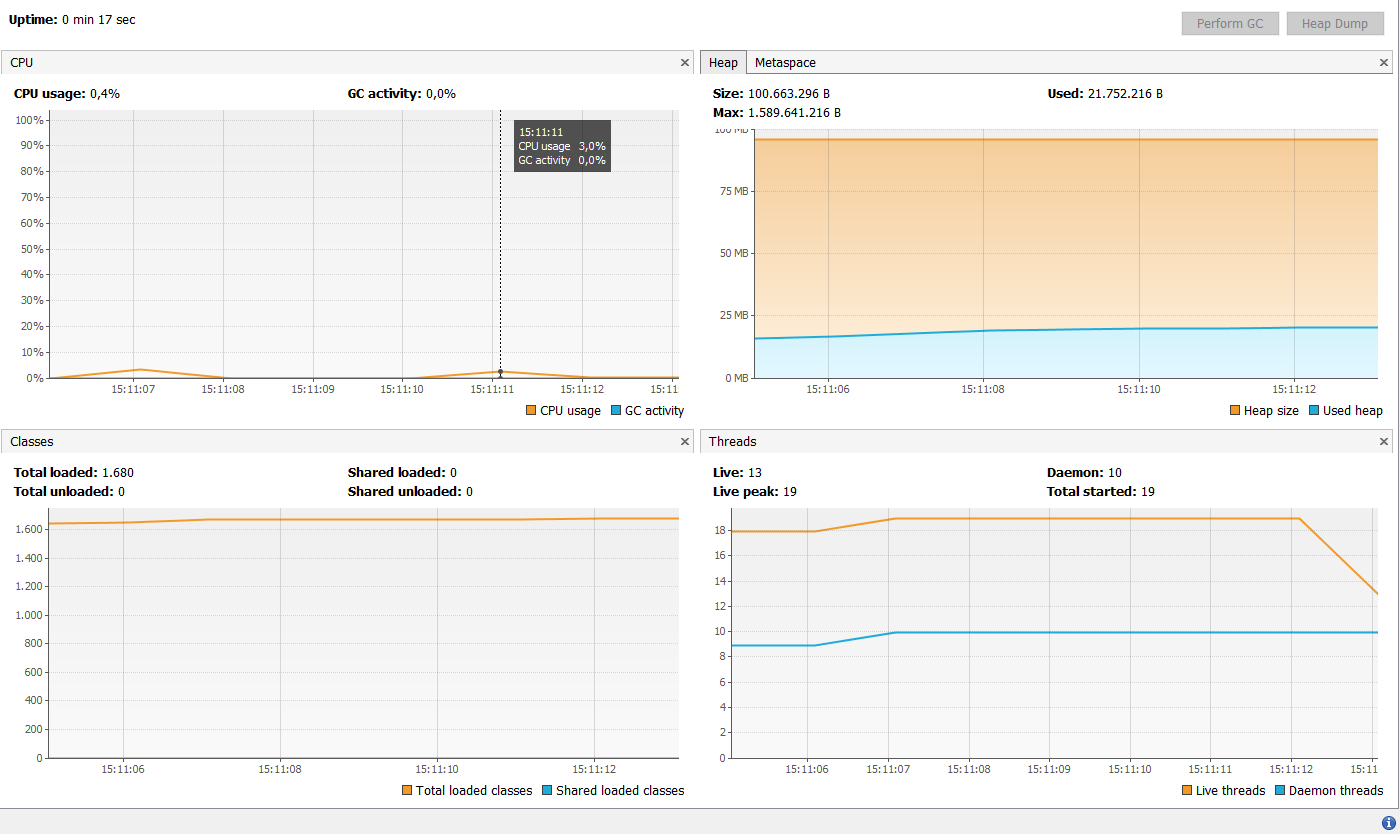 Uptime: 0 min 17 sec
Perform GC Heap Dump
CPU
CPU usage: 0,4% GC activity: 0,0%
100%
90%
80%
70%
60%
50%
40%
30%
20%
10%
0%
15:11:11
CPU usage 3,0%
GC activity 0,0%
15:11:07 15:11:08 15:11:09 15:11:10 15:11:11 15:11:12 15:11
CPU usage GC activity
Heap Metaspace
Size: 100.663.296 B Used: 21.752.216 B
Max: 1.589.641.216 B
100 MB
75 MB
50 MB
25 MB
0 MB
15:11:06 15:11:08 15:11:10 15:11:12
Heap size Used heap
Classes
Total loaded: 1.680 Shared loaded: 0
Total unloaded: 0 Shared unloaded: 0
1.600
1.400
1.200
1.000
800
600
400
200
0
15:11:06 15:11:08 15:11:10 15:11:12
Total loaded classes Shared loaded classes
Threads
Live: 13 Daemon: 10
Live peak: 19 Total started: 19
18
16
14
12
10
8
6
4
2
0
15:11:06 15:11:07 15:11:08 15:11:09 15:11:10 15:11:11 15:11:12 15:11
Live threads Daemon threads